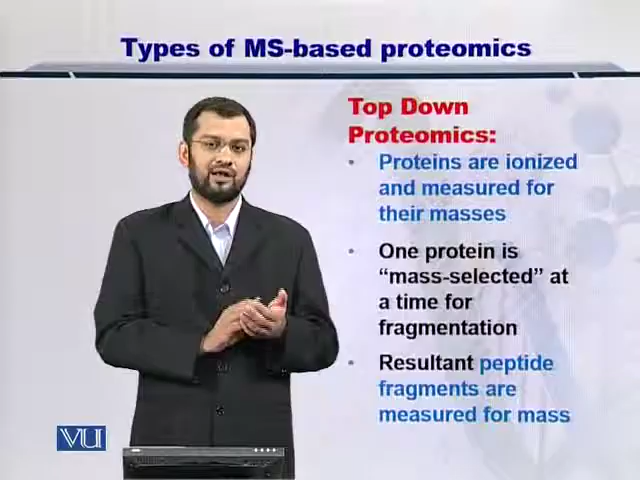 Types of MS-based proteomics
Top Down
Proteomics:
• Proteins are ionized
and measured for
their masses
• One protein is
“mass-selected” at
a time for
fragmentation
• Resultant peptide
fragments are
measured for mass
VU